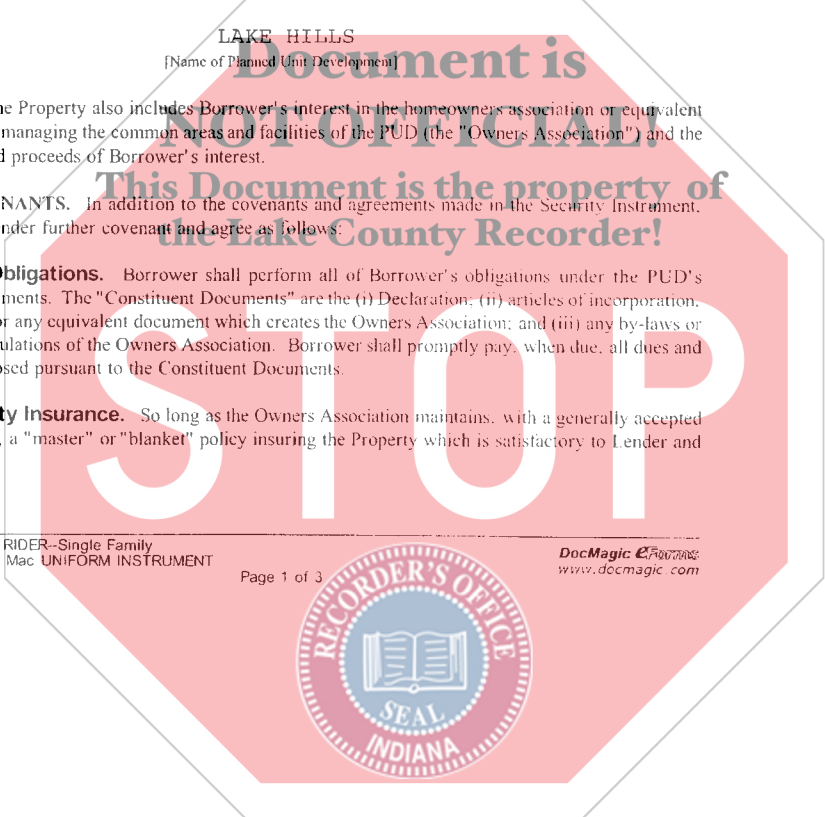 LAKE HILLS
[Name of Planned Unit Development]
Document is
NOT OFFICIAL!
This Document is the property of
the Lake County Recorder!
e Property also includes Borrower's interest in the homeowners association or equivalent
managing the common areas and facilities of the PUD (the "Owners Association") and the
d proceeds of Borrower's interest.
NANTS. In addition to the covenants and agreements made in the Security Instrument,
nder further covenant and agree as follows:
bligations. Borrower shall perform all of Borrower's obligations under the PUD's
ments. The "Constituent Documents" are the (i) Declaration; (ii) articles of incorporation,
or any equivalent document which creates the Owners Association; and (iii) any by-laws or
ulations of the Owners Association. Borrower shall promptly pay, when due, all dues and
osed pursuant to the Constituent Documents.
ty Insurance. So long as the Owners Association maintains, with a generally accepted
, a "master" or "blanket" policy insuring the Property which is satisfactory to Lender and
STOP
RIDER--Single Family
Mac UNIFORM INSTRUMENT
Page 1 of 3
DocMagic eForms
www.docmagic.com
RECORDER'S OFFICE
SEAL
INDIANA